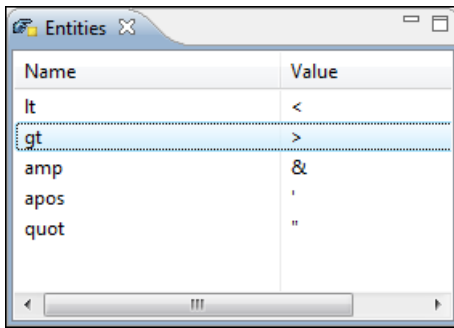 Entities
Name Value
lt <
gt >
amp &
apos '
quot "